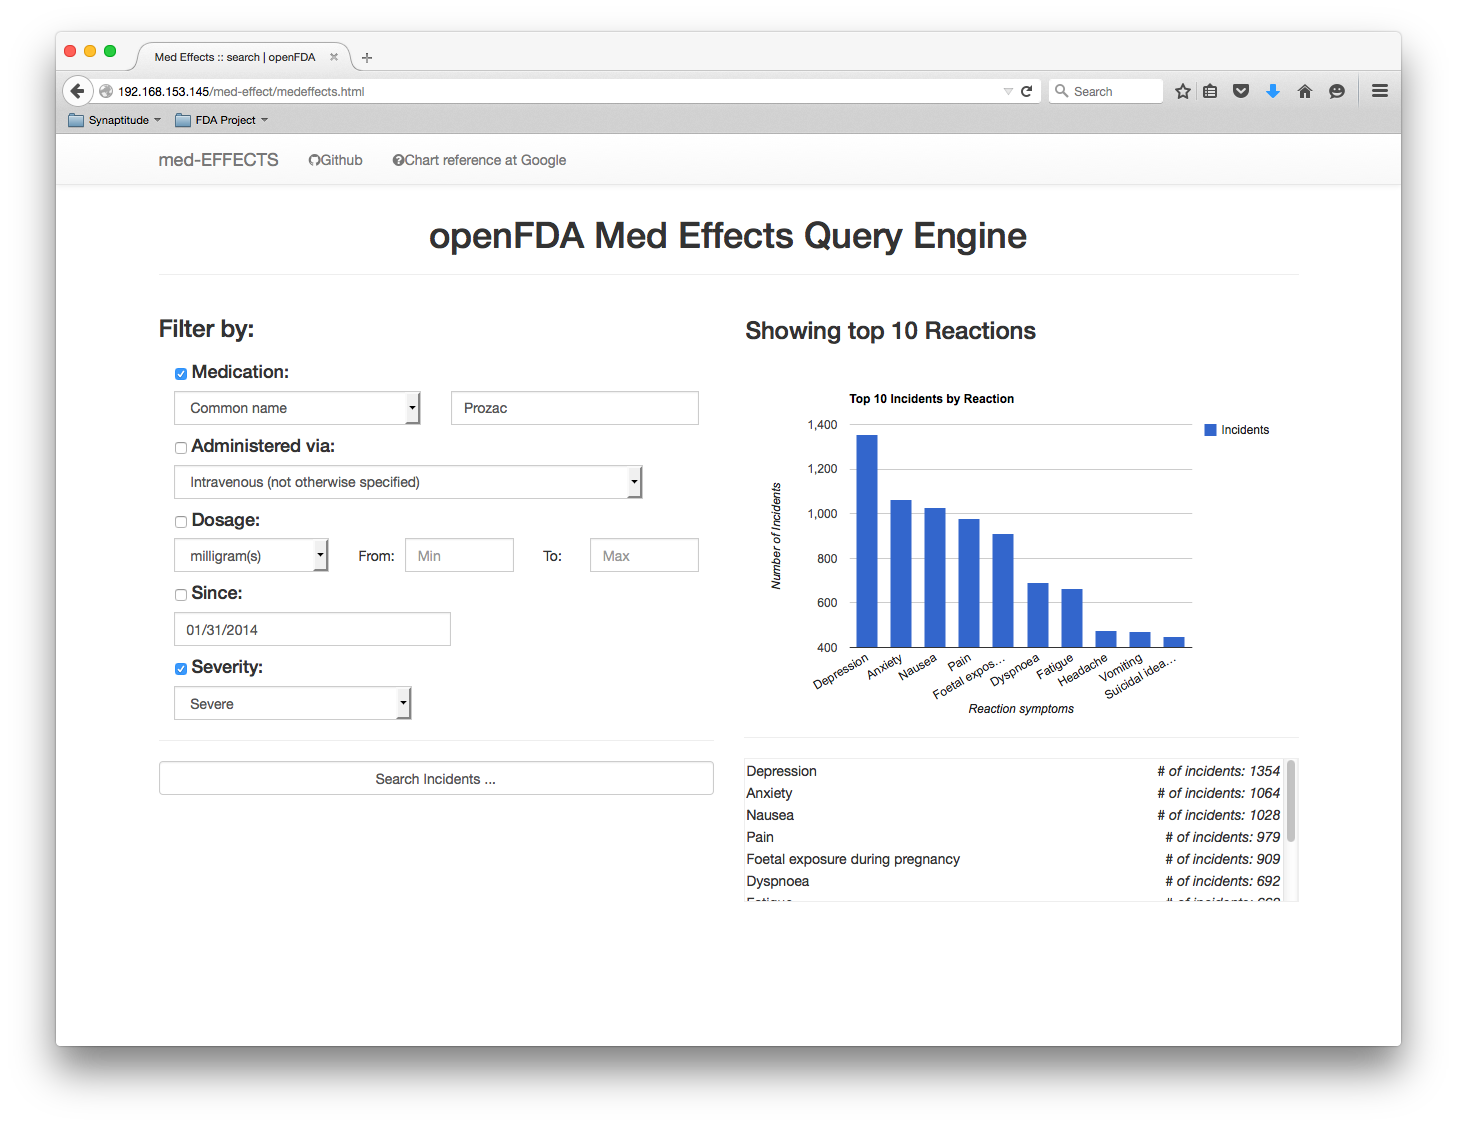 Med Effects :: search | openFDA
192.168.153.145/med-effect/medeffects.html
Search
Synaptitude
FDA Project
med-EFFECTS
Github
Chart reference at Google
openFDA Med Effects Query Engine
Filter by:
Medication:
Common name
Prozac
Administered via:
Intravenous (not otherwise specified)
Dosage:
milligram(s)
From:
Min
To:
Max
Since:
01/31/2014
Severity:
Severe
Search Incidents ...
Showing top 10 Reactions
Top 10 Incidents by Reaction
Incidents
Number of Incidents
1,400
1,200
1,000
800
600
400
Depression
Anxiety
Nausea
Pain
Foetal expos...
Dyspnoea
Fatigue
Headache
Vomiting
Suicidal idea...
Reaction symptoms
Depression # of incidents: 1354
Anxiety # of incidents: 1064
Nausea # of incidents: 1028
Pain # of incidents: 979
Foetal exposure during pregnancy # of incidents: 909
Dyspnoea # of incidents: 692
Fatigue # of incidents: